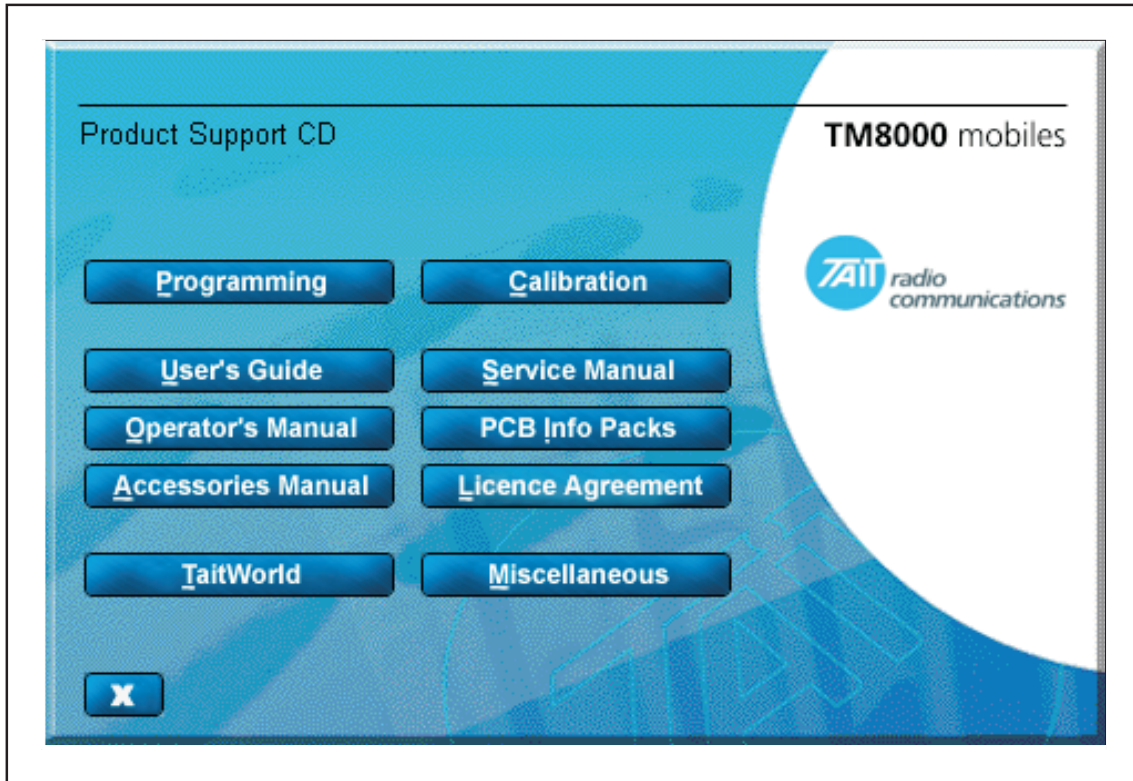 Product Support CD
TM8000 mobiles
TAIT radio
communications
Programming
Calibration
User's Guide
Service Manual
Operator's Manual
PCB Info Packs
Accessories Manual
Licence Agreement
TaitWorld
Miscellaneous
X
Tait